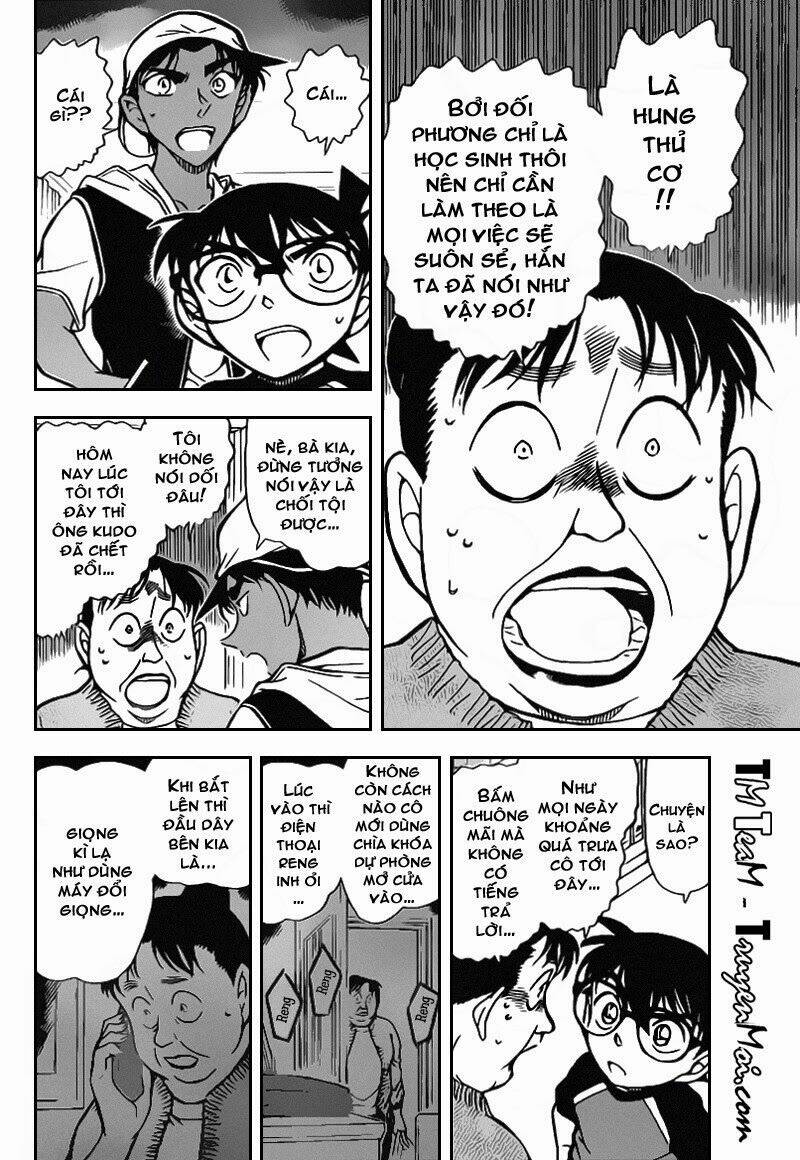 LÀ
HUNG
THỦ
CƠ
!!
BỞI ĐỐI
PHƯƠNG CHỈ LÀ
HỌC SINH THÔI
NÊN CHỈ CẦN
LÀM THEO LÀ
MỌI VIỆC SẼ
SUÔN SẺ, HẮN
TA ĐÃ NÓI NHƯ
VẬY ĐÓ!
CÁI...
CÁI
GÌ??
NÈ, BÀ KIA,
ĐỪNG TƯỞNG
NÓI VẬY LÀ
CHỐI TỘI
ĐƯỢC...
TÔI
KHÔNG
NÓI DỐI
ĐÂU!
HÔM
NAY LÚC
TÔI TỚI
ĐÂY THÌ
ÔNG KUDO
ĐÃ CHẾT
RỒI...
CHUYỆN
LÀ
SAO?
NHƯ
MỌI NGÀY
KHOẢNG
QUÁ TRƯA
CÔ TỚI
ĐÂY...
BẤM
CHUÔNG
MÃI MÀ
KHÔNG
CÓ
TIẾNG
TRẢ
LỜI...
KHÔNG
CÒN CÁCH
NÀO CÔ
MỚI DÙNG
CHÌA KHÓA
DỰ PHÒNG
MỞ CỬA
VÀO...
LÚC
VÀO THÌ
ĐIỆN
THOẠI
RENG
INH ỎI
...
Reng
Reng
Reng
KHI BẮT
LÊN THÌ
ĐẦU DÂY
BÊN KIA
LÀ...
GIỌNG
KÌ LẠ
NHƯ DÙNG
MÁY ĐỔI
GIỌNG...
TM TeaM - TruyenMoi.com